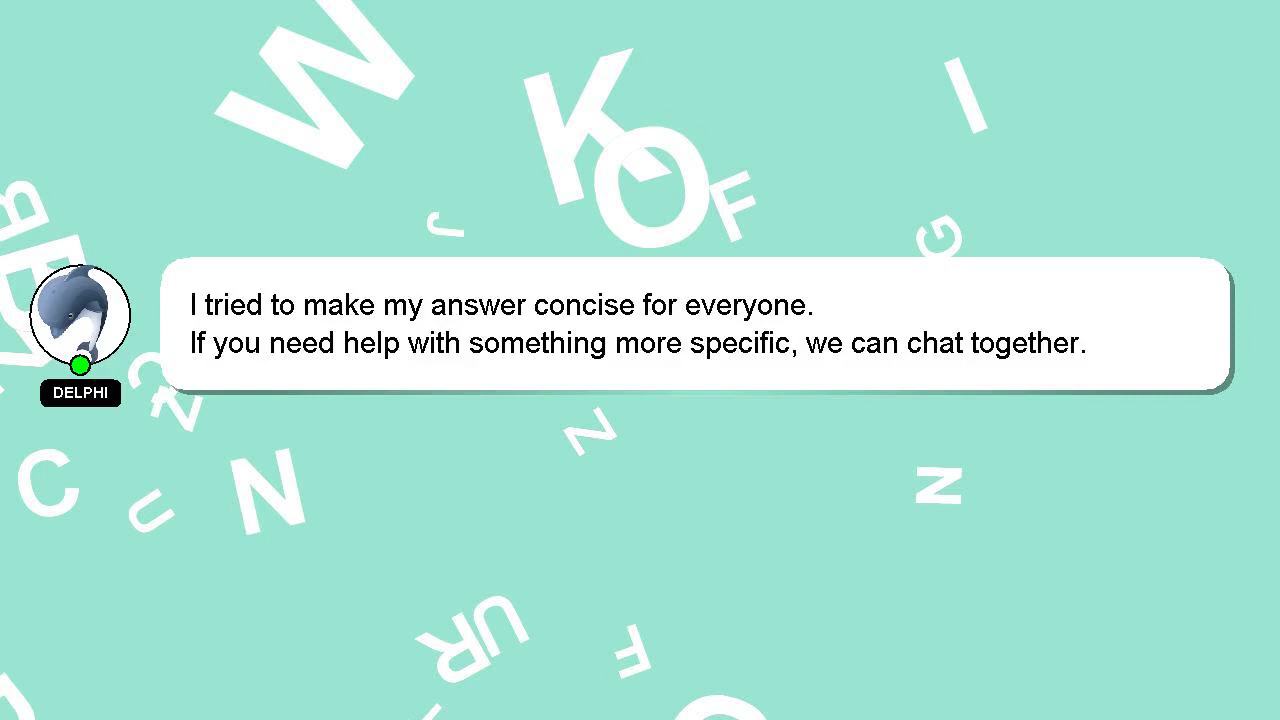 W
K
I
O
F
J
G
I tried to make my answer concise for everyone.
If you need help with something more specific, we can chat together.
DELPHI
C
Z
N
Z
C
U
N
N
U
R
F